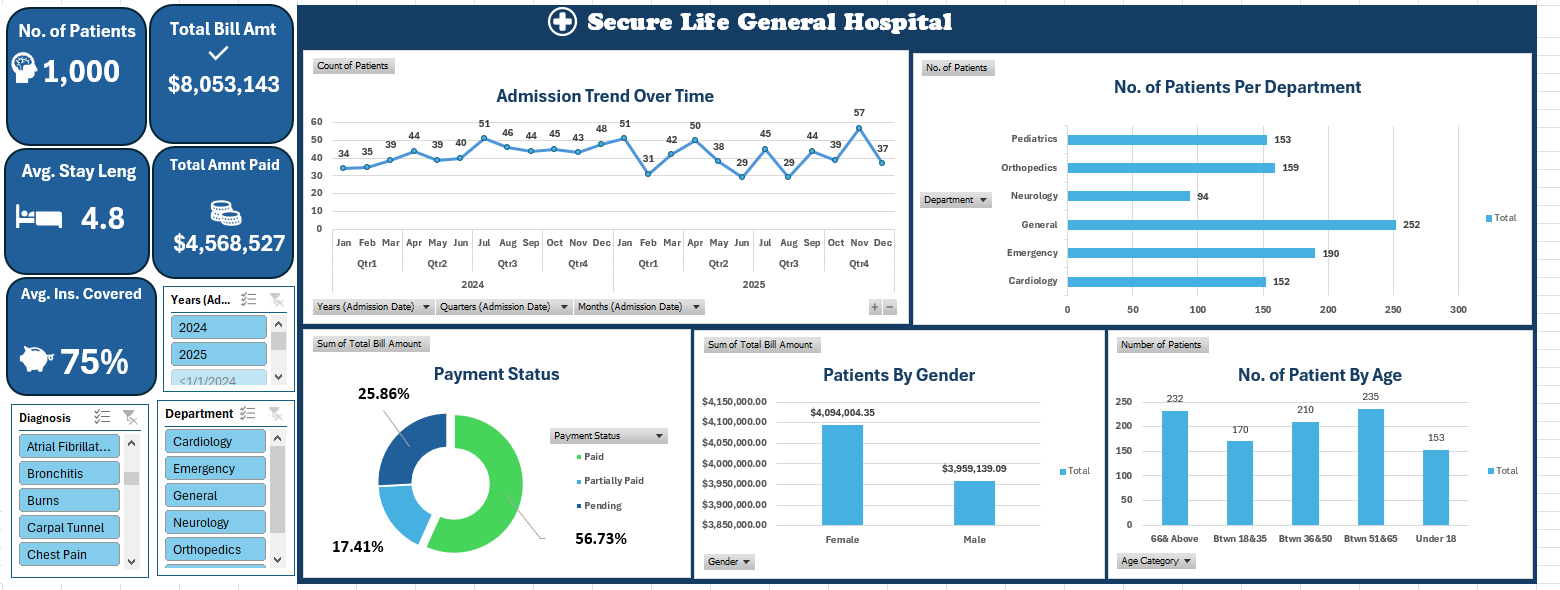 No. of Patients
1,000
Total Bill Amt
$8,053,143
Avg. Stay Leng
4.8
Total Amnt Paid
$4,568,527
Avg. Ins. Covered
75%
Years (Ad...
2024
2025
<1/1/2024
Diagnosis
Atrial Fibrillat...
Bronchitis
Burns
Carpal Tunnel
Chest Pain
Department
Cardiology
Emergency
General
Neurology
Orthopedics
Secure Life General Hospital
Count of Patients
Admission Trend Over Time
60
50
40
30
20
10
0
34 35 39 44 39 40 51 46 44 45 43 48 51 31 42 50 38 29 45 29 44 39 57 37
Jan Feb Mar Apr May Jun Jul Aug Sep Oct Nov Dec Jan Feb Mar Apr May Jun Jul Aug Sep Oct Nov Dec
Qtr1 Qtr2 Qtr3 Qtr4 Qtr1 Qtr2 Qtr3 Qtr4
2024 2025
Years (Admission Date) Quarters (Admission Date) Months (Admission Date)
+ −
No. of Patients
No. of Patients Per Department
Department
Pediatrics 153
Orthopedics 159
Neurology 94
General 252
Emergency 190
Cardiology 152
0 50 100 150 200 250 300
Total
Sum of Total Bill Amount
Payment Status
25.86%
17.41%
56.73%
Payment Status
Paid
Partially Paid
Pending
Sum of Total Bill Amount
Patients By Gender
$4,150,000.00
$4,100,000.00
$4,050,000.00
$4,000,000.00
$3,950,000.00
$3,900,000.00
$3,850,000.00
$4,094,004.35
$3,959,139.09
Female Male
Total
Gender
Number of Patients
No. of Patient By Age
250
200
150
100
50
0
232 170 210 235 153
66& Above Btwn 18&35 Btwn 36&50 Btwn 51&65 Under 18
Total
Age Category